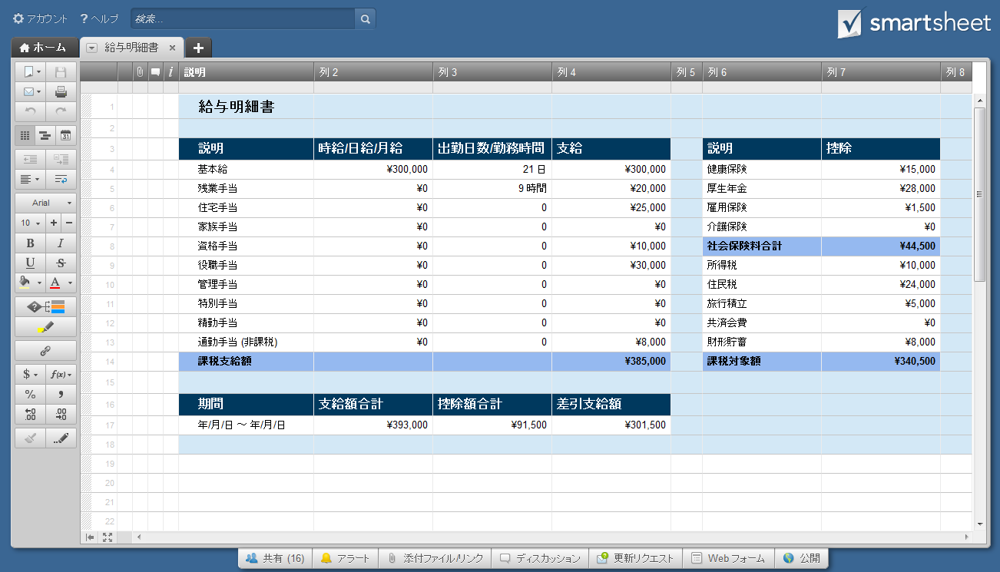 アカウント ? ヘルプ 検索... smartsheet
ホーム 給与明細書 × +
i 説明 列 2 列 3 列 4 列 5 列 6 列 7 列 8
1 給与明細書
2
3 説明 時給/日給/月給 出勤日数/勤務時間 支給 説明 控除
4 基本給 ¥300,000 21 日 ¥300,000 健康保険 ¥15,000
5 残業手当 ¥0 9 時間 ¥20,000 厚生年金 ¥28,000
6 住宅手当 ¥0 0 ¥25,000 雇用保険 ¥1,500
7 家族手当 ¥0 0 ¥0 介護保険 ¥0
8 資格手当 ¥0 0 ¥10,000 社会保険料合計 ¥44,500
9 役職手当 ¥0 0 ¥30,000 所得税 ¥10,000
10 管理手当 ¥0 0 ¥0 住民税 ¥24,000
11 特別手当 ¥0 0 ¥0 旅行積立 ¥5,000
12 精勤手当 ¥0 0 ¥0 共済会費 ¥0
13 通勤手当 (非課税) ¥0 0 ¥8,000 財形貯蓄 ¥8,000
14 課税支給額 ¥385,000 課税対象額 ¥340,500
15
16 期間 支給額合計 控除額合計 差引支給額
17 年/月/日 ～ 年/月/日 ¥393,000 ¥91,500 ¥301,500
18
19
20
21
22
31
Arial
10 + −
B I
U S
A
$ f(x)
% ,
.00 .00
共有 (16) アラート 添付ファイル/リンク ディスカッション 更新リクエスト Web フォーム 公開